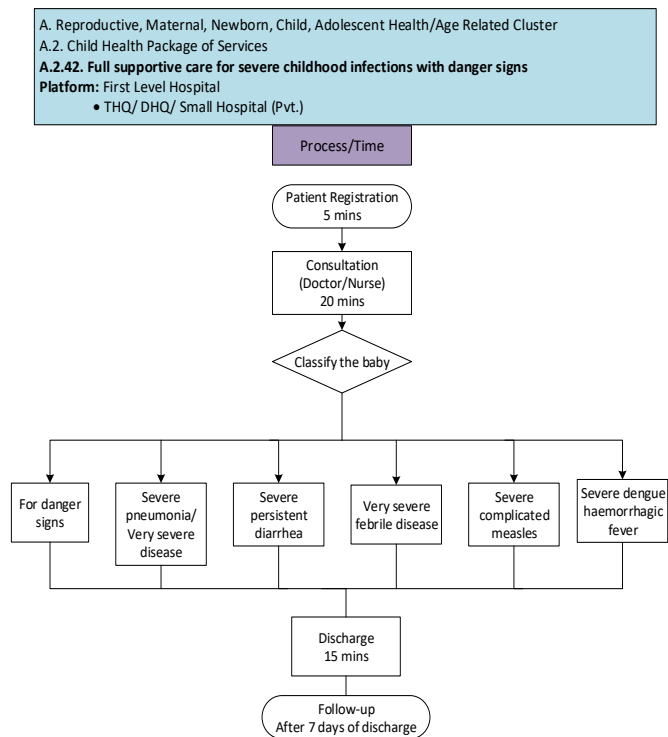 A. Reproductive, Maternal, Newborn, Child, Adolescent Health/Age Related Cluster
A.2. Child Health Package of Services
A.2.42. Full supportive care for severe childhood infections with danger signs
Platform: First Level Hospital
• THQ/ DHQ/ Small Hospital (Pvt.)
Process/Time
Patient Registration
5 mins
Consultation
(Doctor/Nurse)
20 mins
Classify the baby
For danger
signs
Severe
pneumonia/
Very severe
disease
Severe
persistent
diarrhea
Very severe
febrile disease
Severe
complicated
measles
Severe dengue
haemorrhagic
fever
Discharge
15 mins
Follow-up
After 7 days of discharge